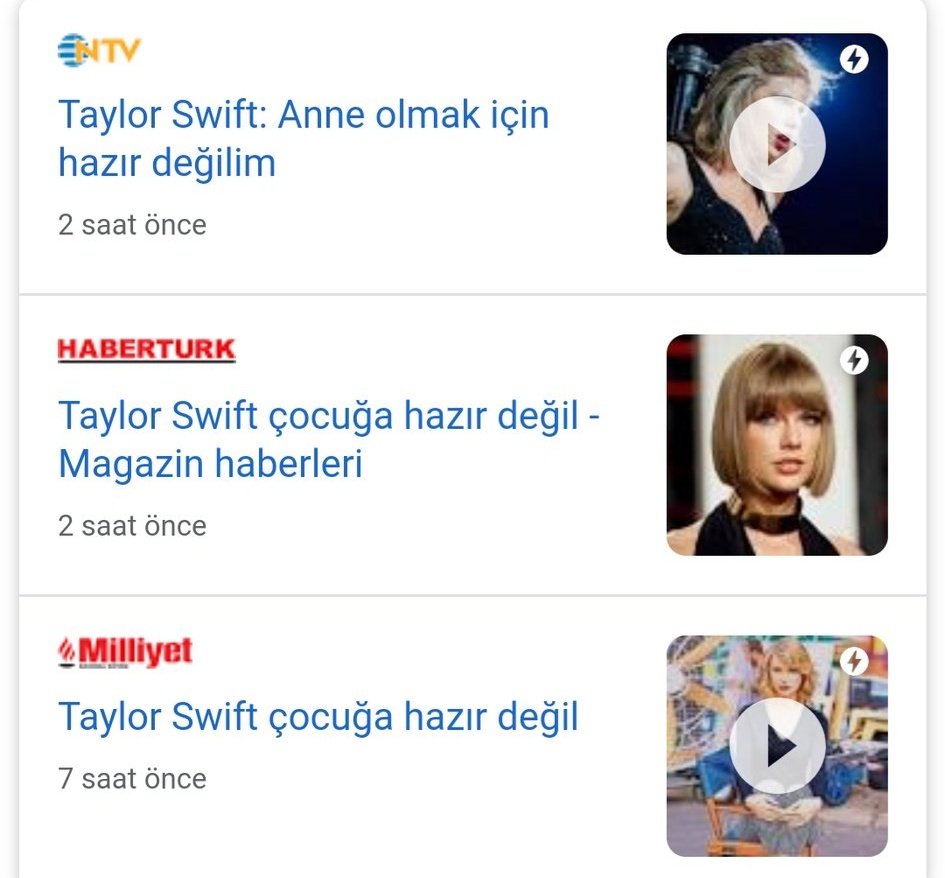 NTV
Taylor Swift: Anne olmak için
hazır değilim
2 saat önce
HABERTURK
Taylor Swift çocuğa hazır değil -
Magazin haberleri
2 saat önce
Milliyet
Taylor Swift çocuğa hazır değil
7 saat önce